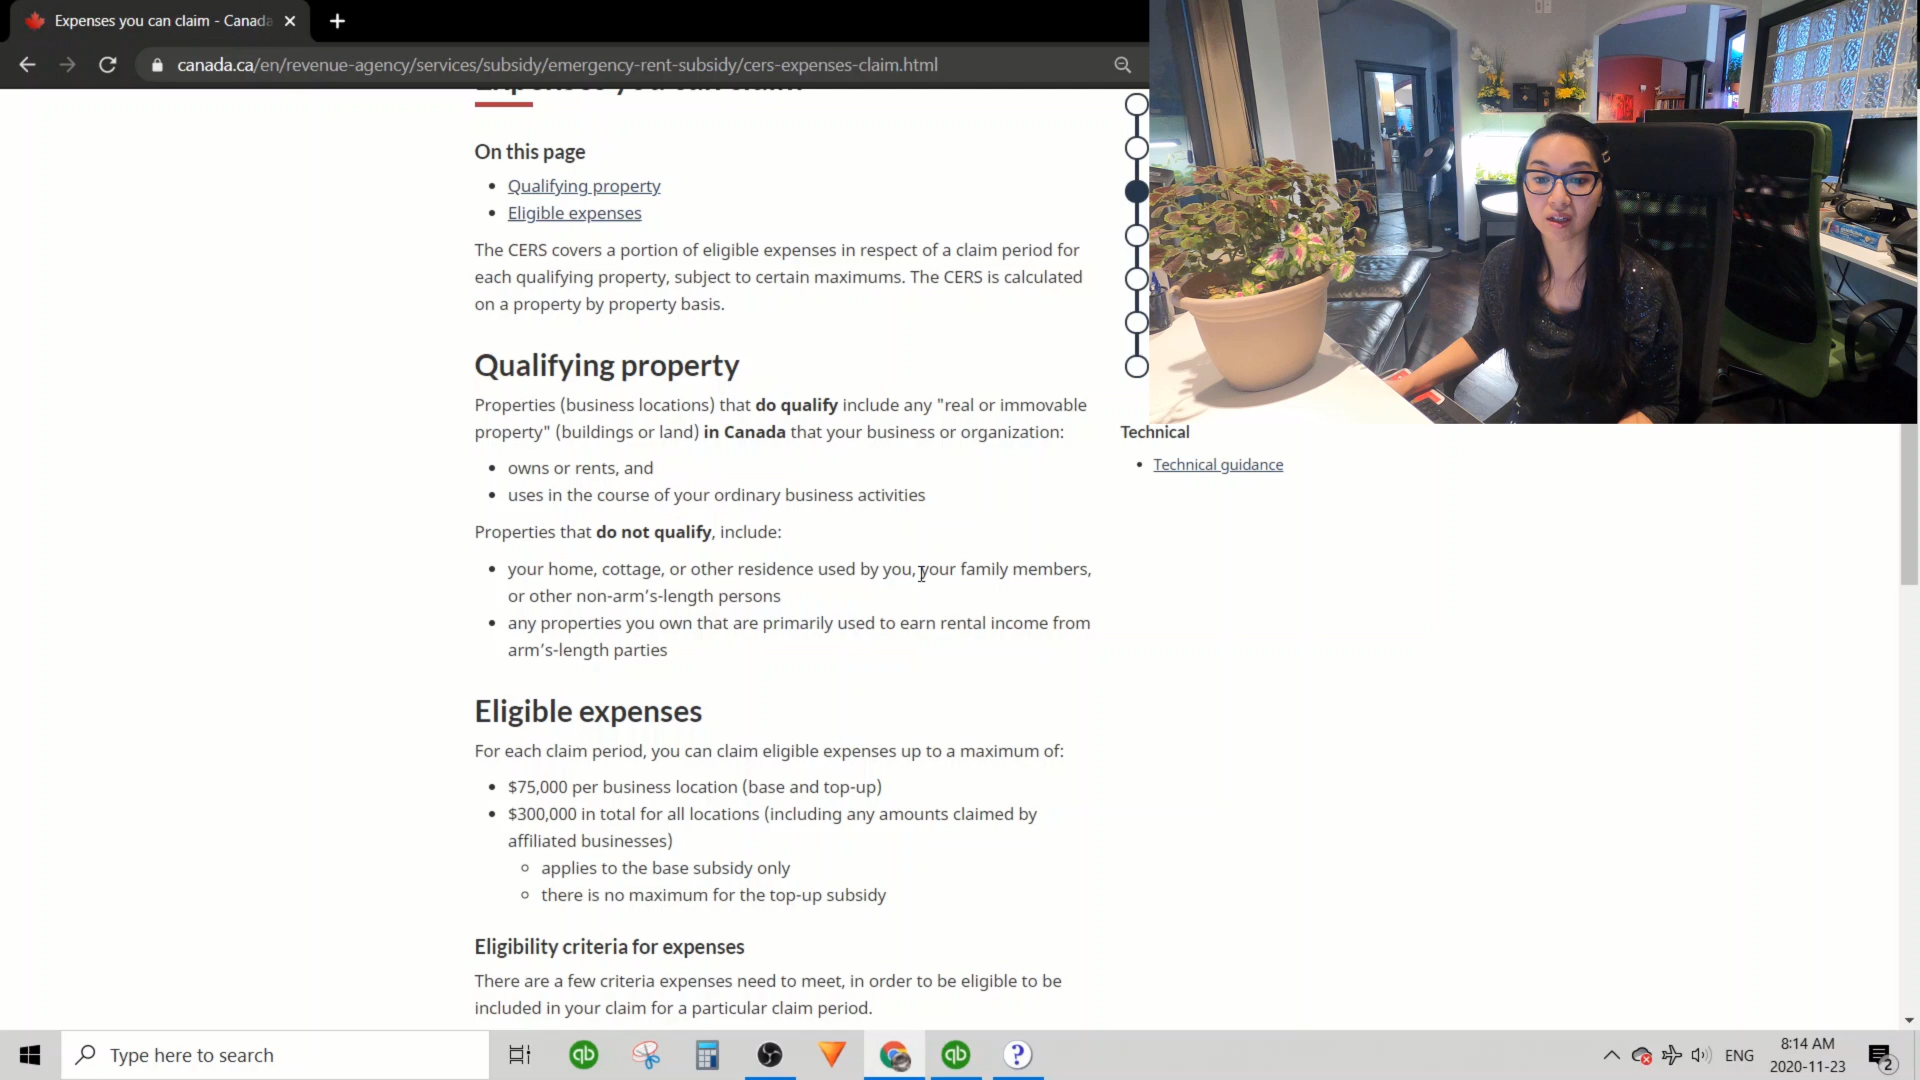 Expenses you can claim - Canada
canada.ca/en/revenue-agency/services/subsidy/emergency-rent-subsidy/cers-expenses-claim.html
Expenses you can claim
On this page
• Qualifying property
• Eligible expenses
The CERS covers a portion of eligible expenses in respect of a claim period for
each qualifying property, subject to certain maximums. The CERS is calculated
on a property by property basis.
Qualifying property
Properties (business locations) that do qualify include any "real or immovable
property" (buildings or land) in Canada that your business or organization:
• owns or rents, and
• uses in the course of your ordinary business activities
Properties that do not qualify, include:
• your home, cottage, or other residence used by you, your family members,
or other non-arm’s-length persons
• any properties you own that are primarily used to earn rental income from
arm’s-length parties
Eligible expenses
For each claim period, you can claim eligible expenses up to a maximum of:
• $75,000 per business location (base and top-up)
• $300,000 in total for all locations (including any amounts claimed by
affiliated businesses)
◦ applies to the base subsidy only
◦ there is no maximum for the top-up subsidy
Eligibility criteria for expenses
There are a few criteria expenses need to meet, in order to be eligible to be
included in your claim for a particular claim period.
Technical
• Technical guidance
Type here to search
qb
qb
?
ENG
8:14 AM
2020-11-23
2